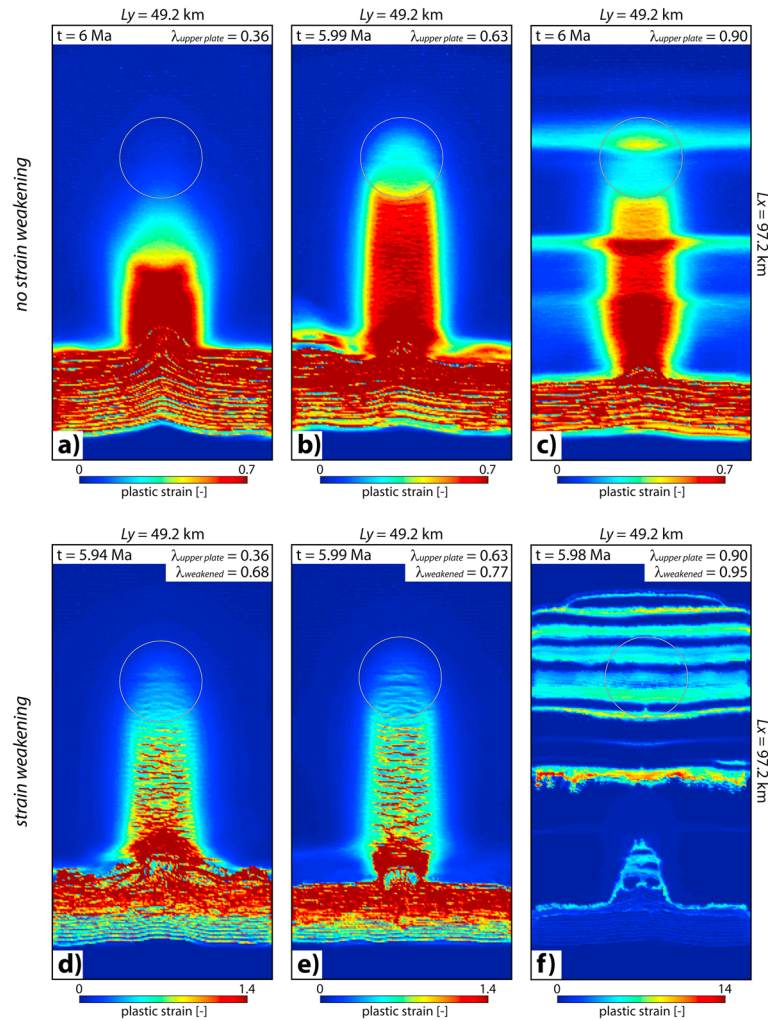 Ly = 49.2 km Ly = 49.2 km Ly = 49.2 km
t = 6 Ma λupper plate = 0.36 t = 5.99 Ma λupper plate = 0.63 t = 6 Ma λupper plate = 0.90
no strain weakening
Lx = 97.2 km
a) b) c)
0 0.7 0 0.7 0 0.7
plastic strain [-] plastic strain [-] plastic strain [-]
Ly = 49.2 km Ly = 49.2 km Ly = 49.2 km
t = 5.94 Ma λupper plate = 0.36 t = 5.99 Ma λupper plate = 0.63 t = 5.98 Ma λupper plate = 0.90
λweakened = 0.68 λweakened = 0.77 λweakened = 0.95
strain weakening
Lx = 97.2 km
d) e) f)
0 1.4 0 1.4 0 14
plastic strain [-] plastic strain [-] plastic strain [-]